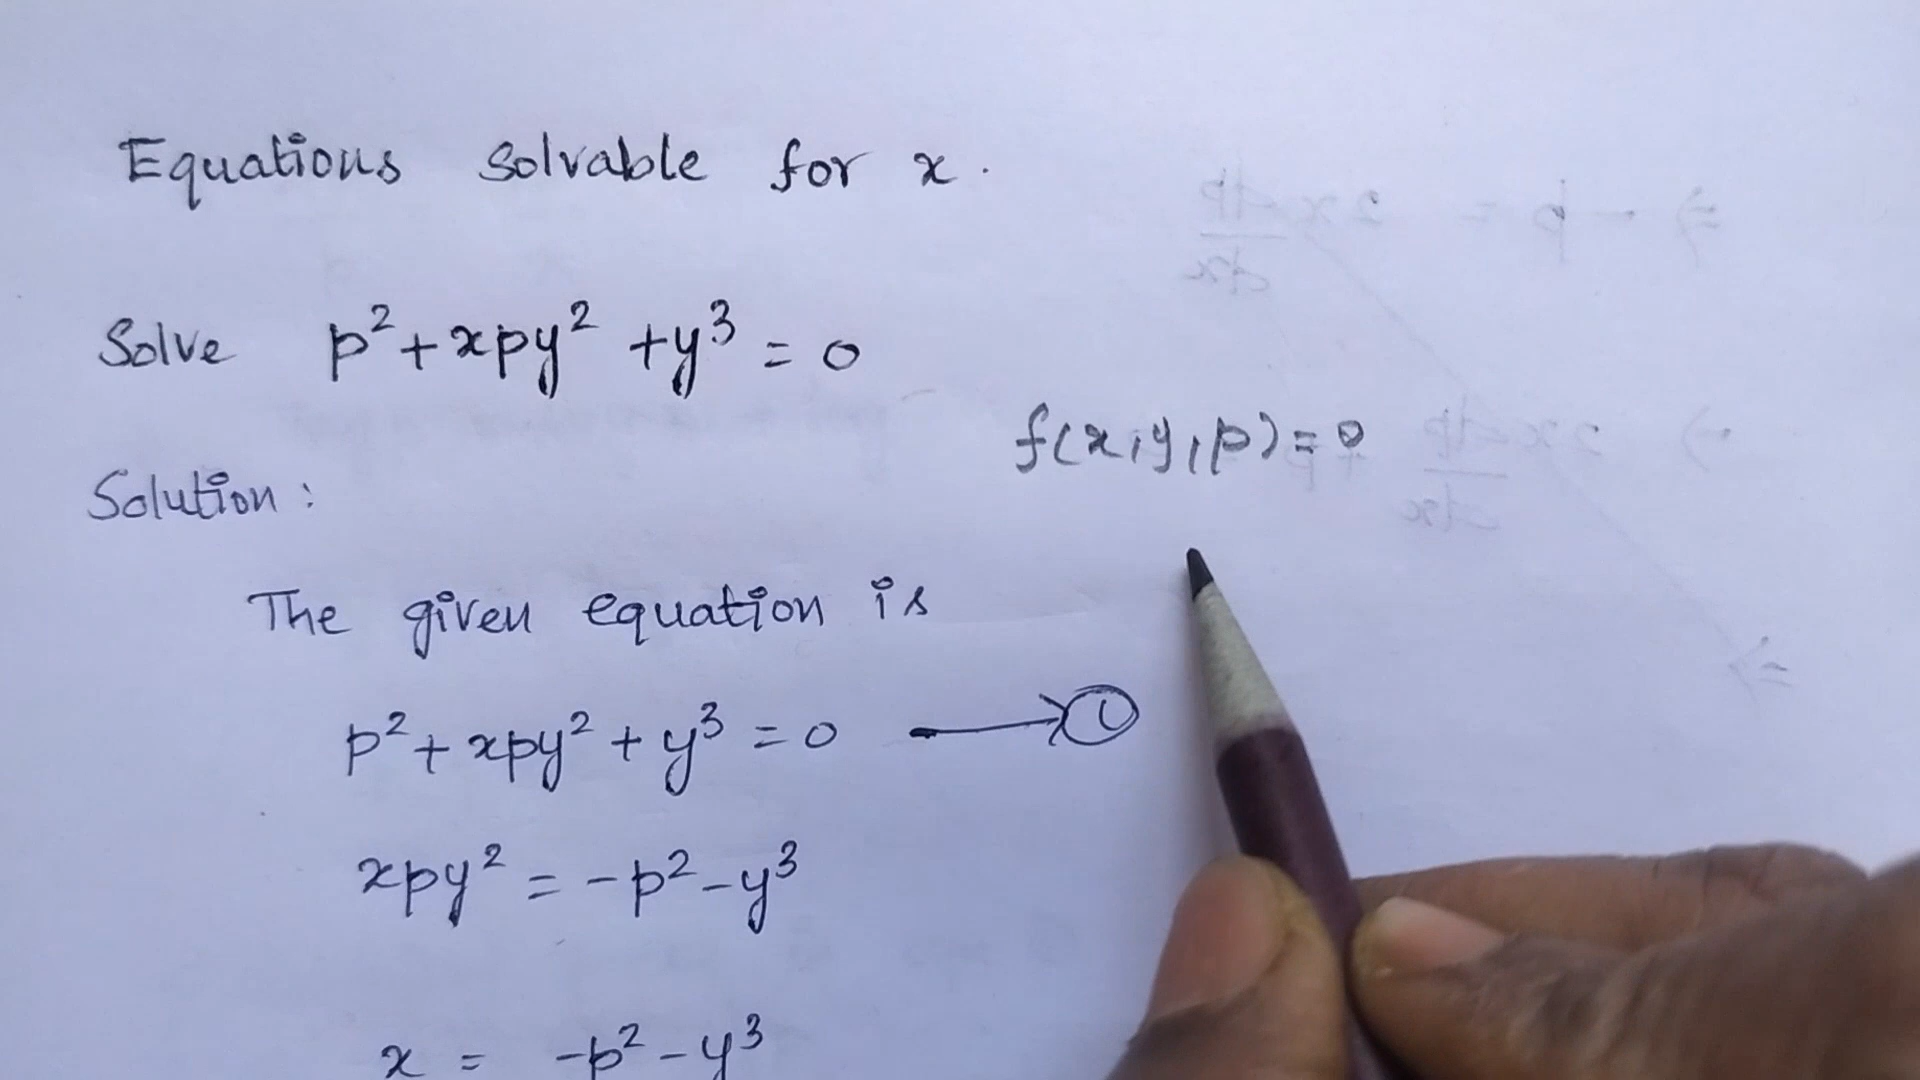 Equations solvable for x.
Solve p²+xpy²+y³=0
f(x,y,p)=0
Solution:
The given equation is
p²+xpy²+y³=0 ⟶①
xpy²=-p²-y³
x = -p²-y³